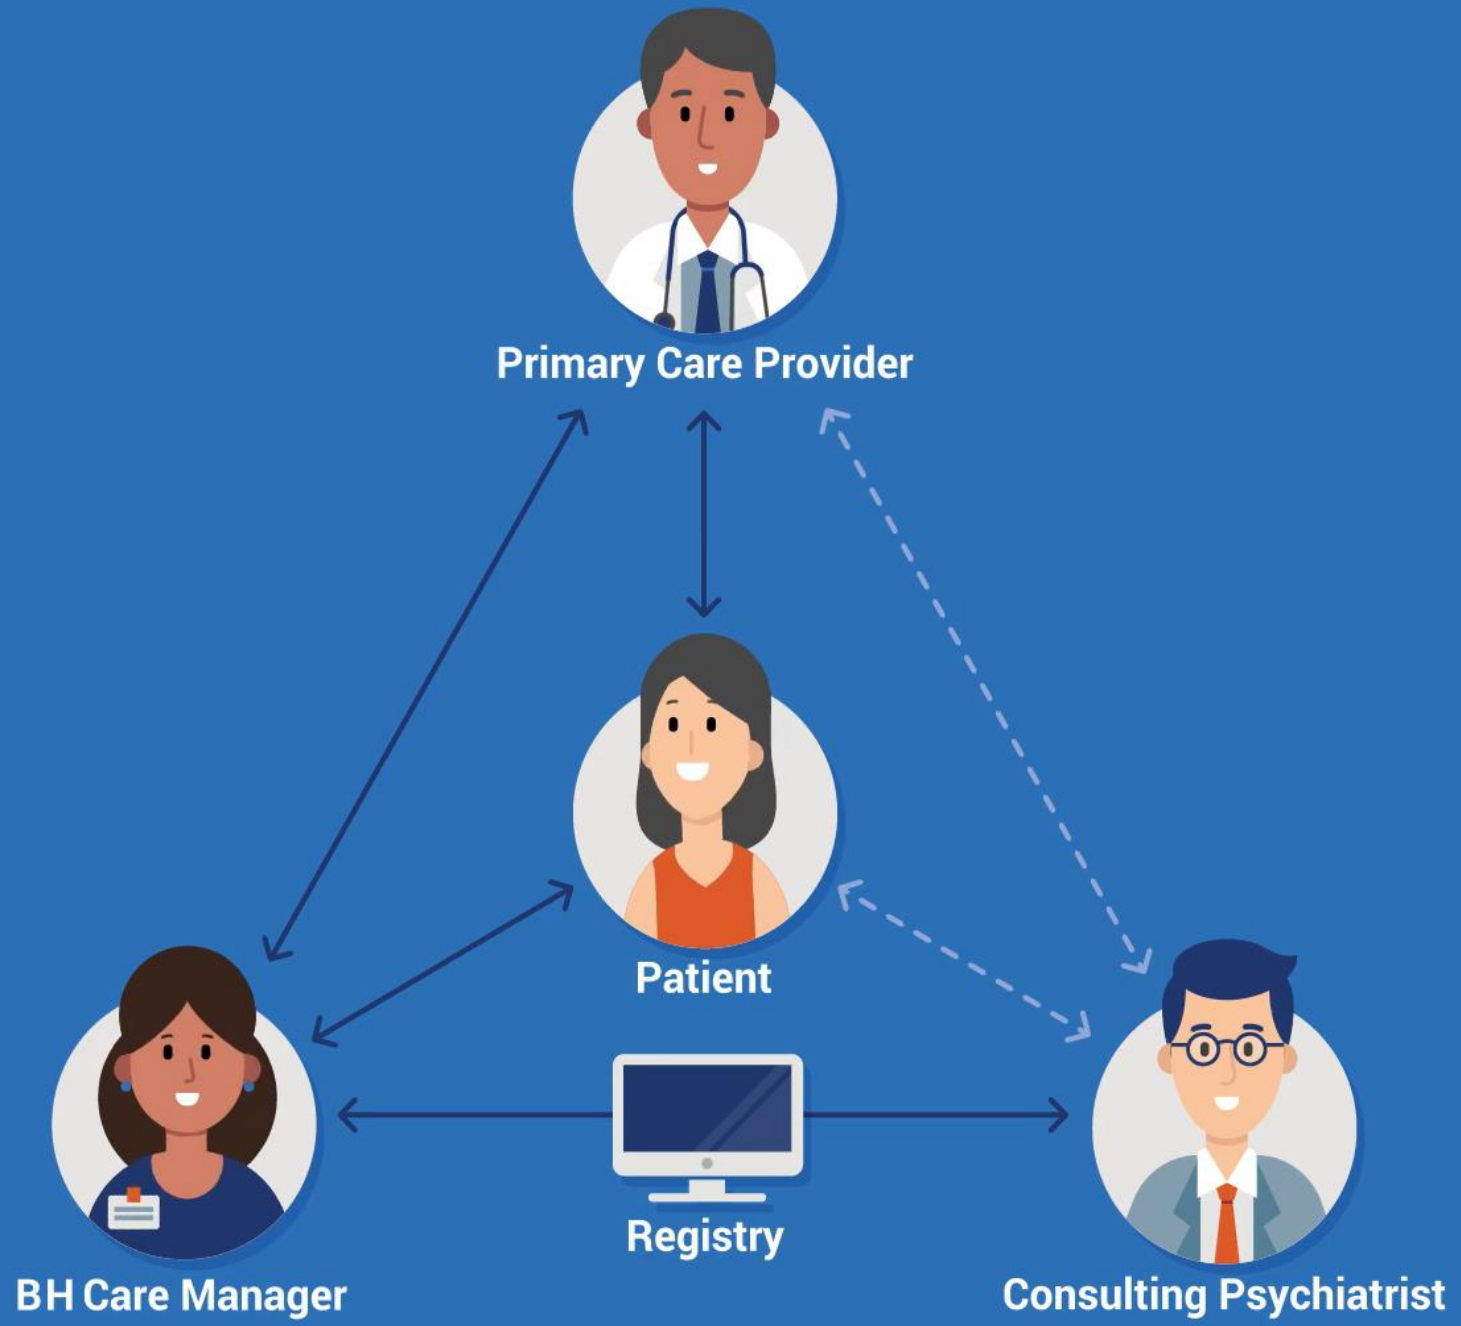 Primary Care Provider
Patient
Registry
BH Care Manager
Consulting Psychiatrist